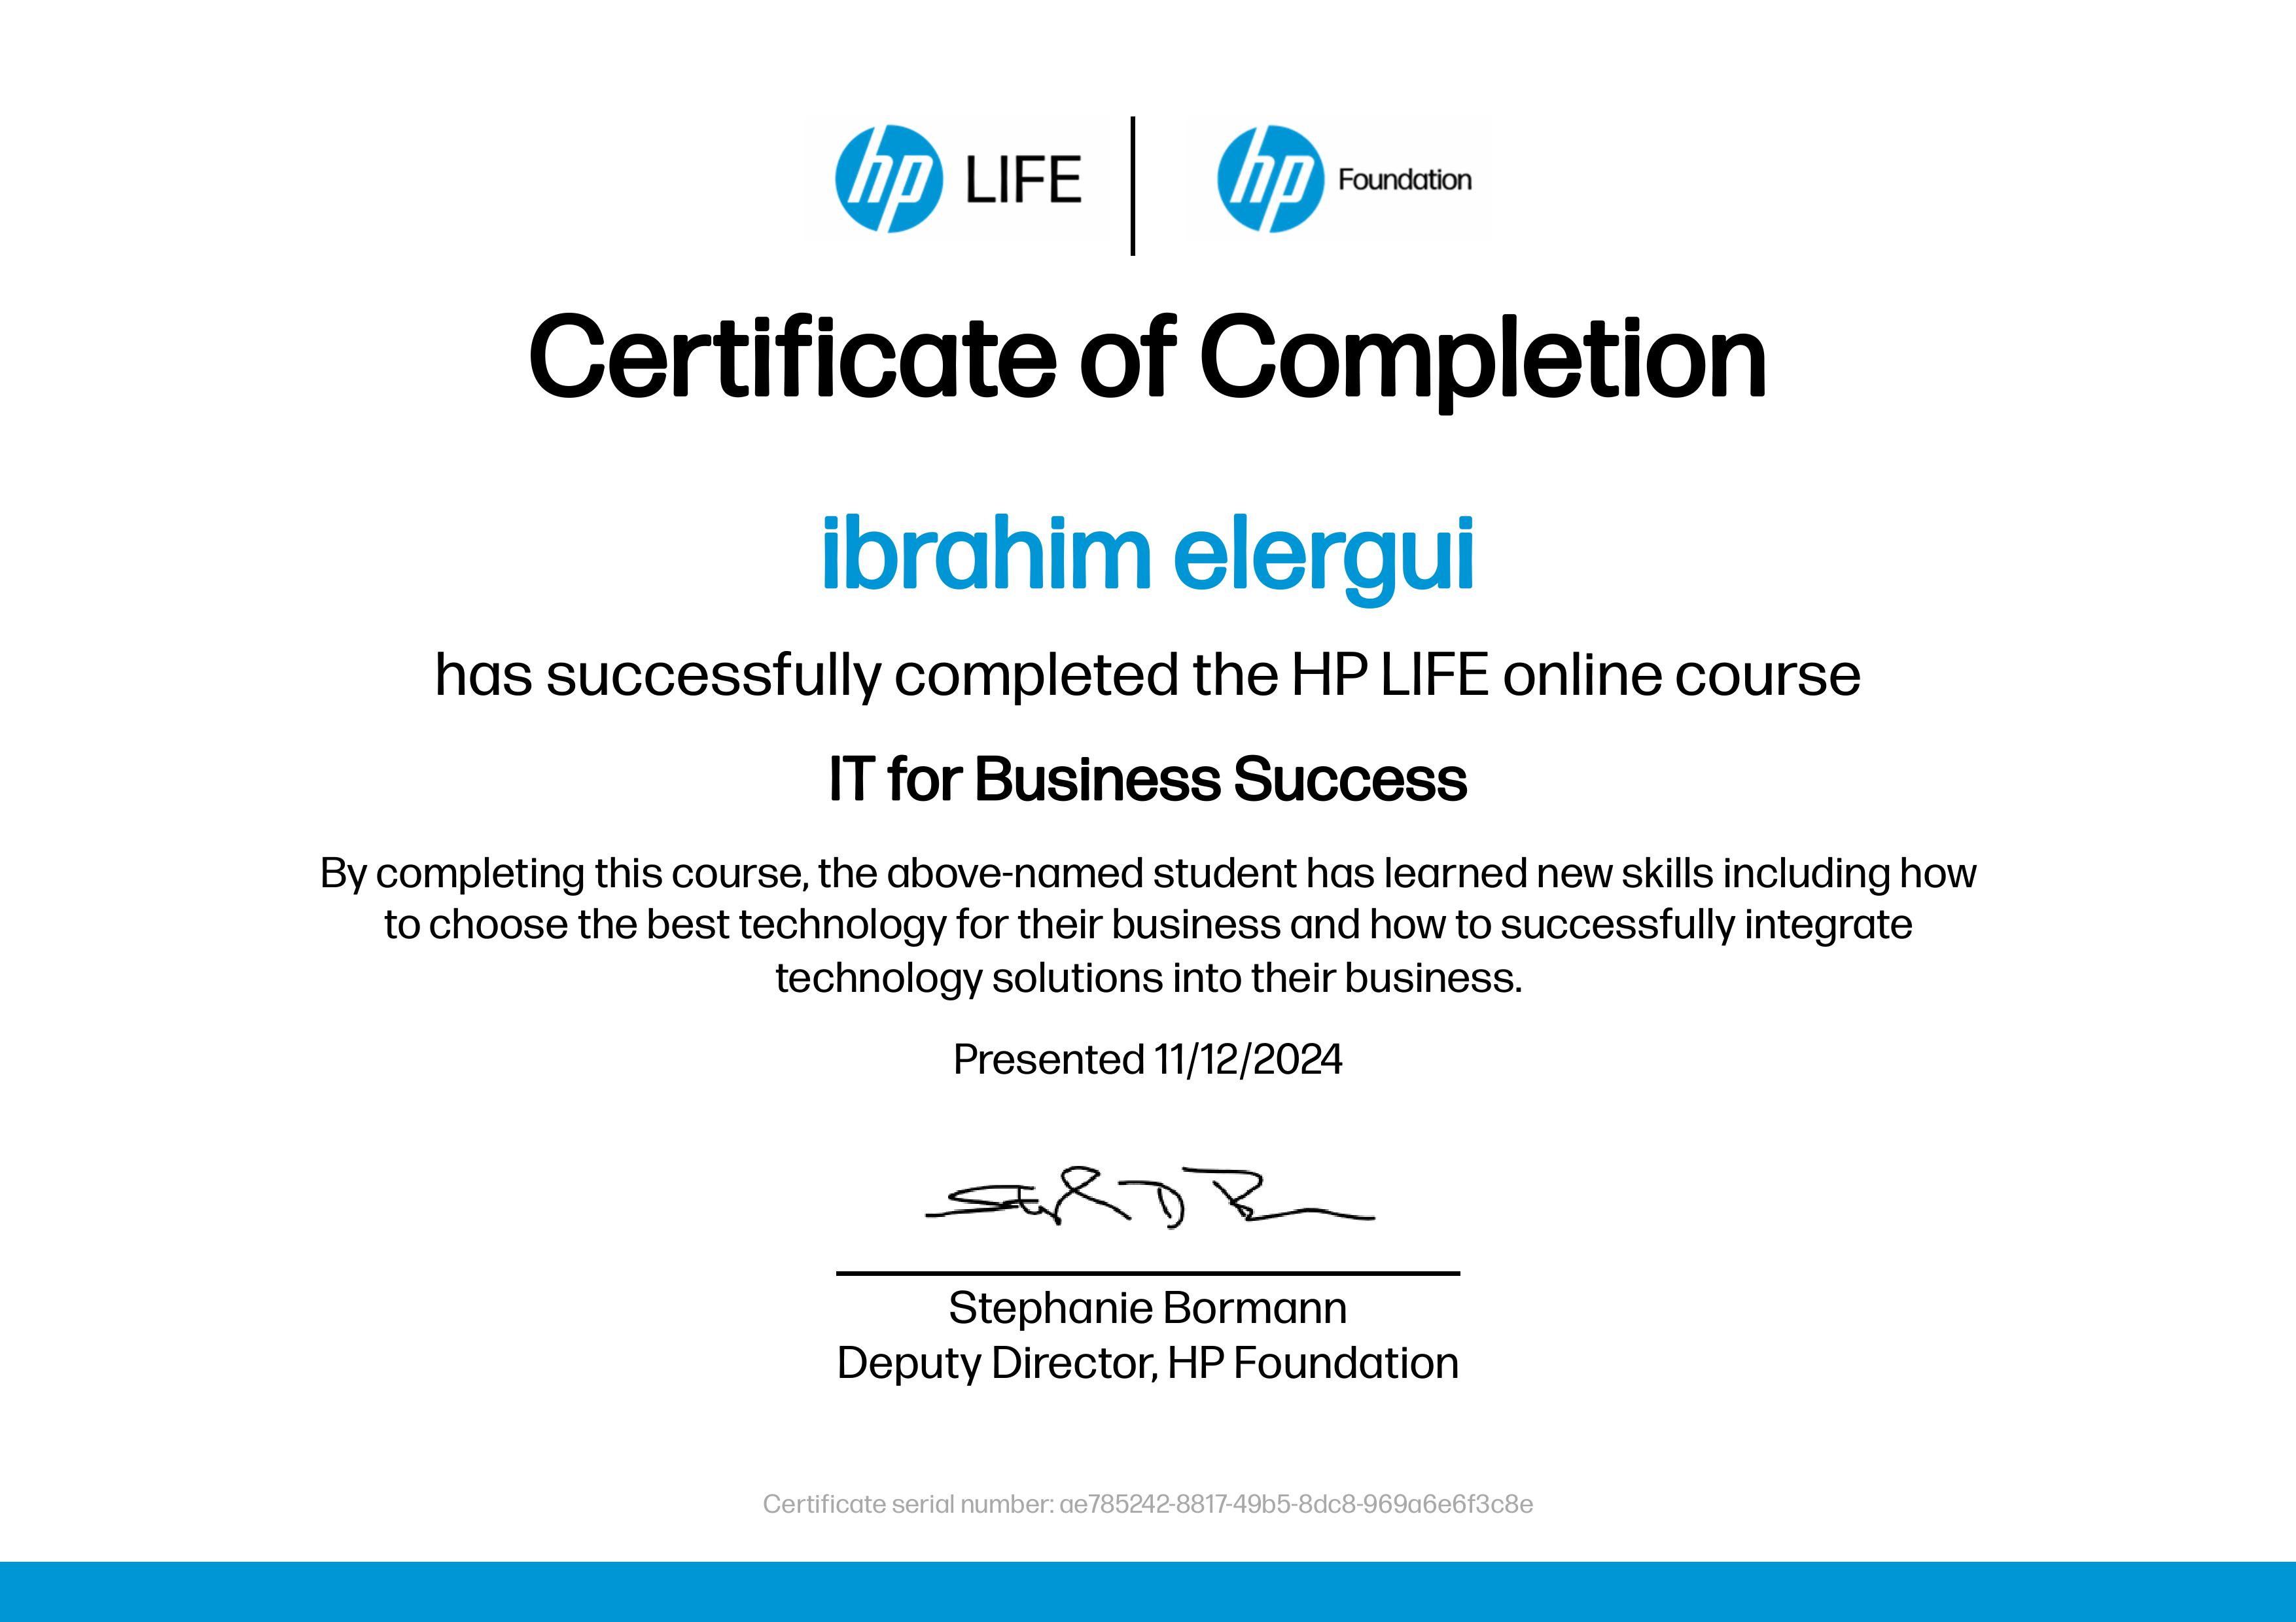 hp LIFE | hp Foundation
Certificate of Completion
ibrahim elergui
has successfully completed the HP LIFE online course
IT for Business Success
By completing this course, the above-named student has learned new skills including how
to choose the best technology for their business and how to successfully integrate
technology solutions into their business.
Presented 11/12/2024
Stephanie Bormann
Deputy Director, HP Foundation
Certificate serial number: ae785242-8817-49b5-8dc8-969a6e6f3c8e